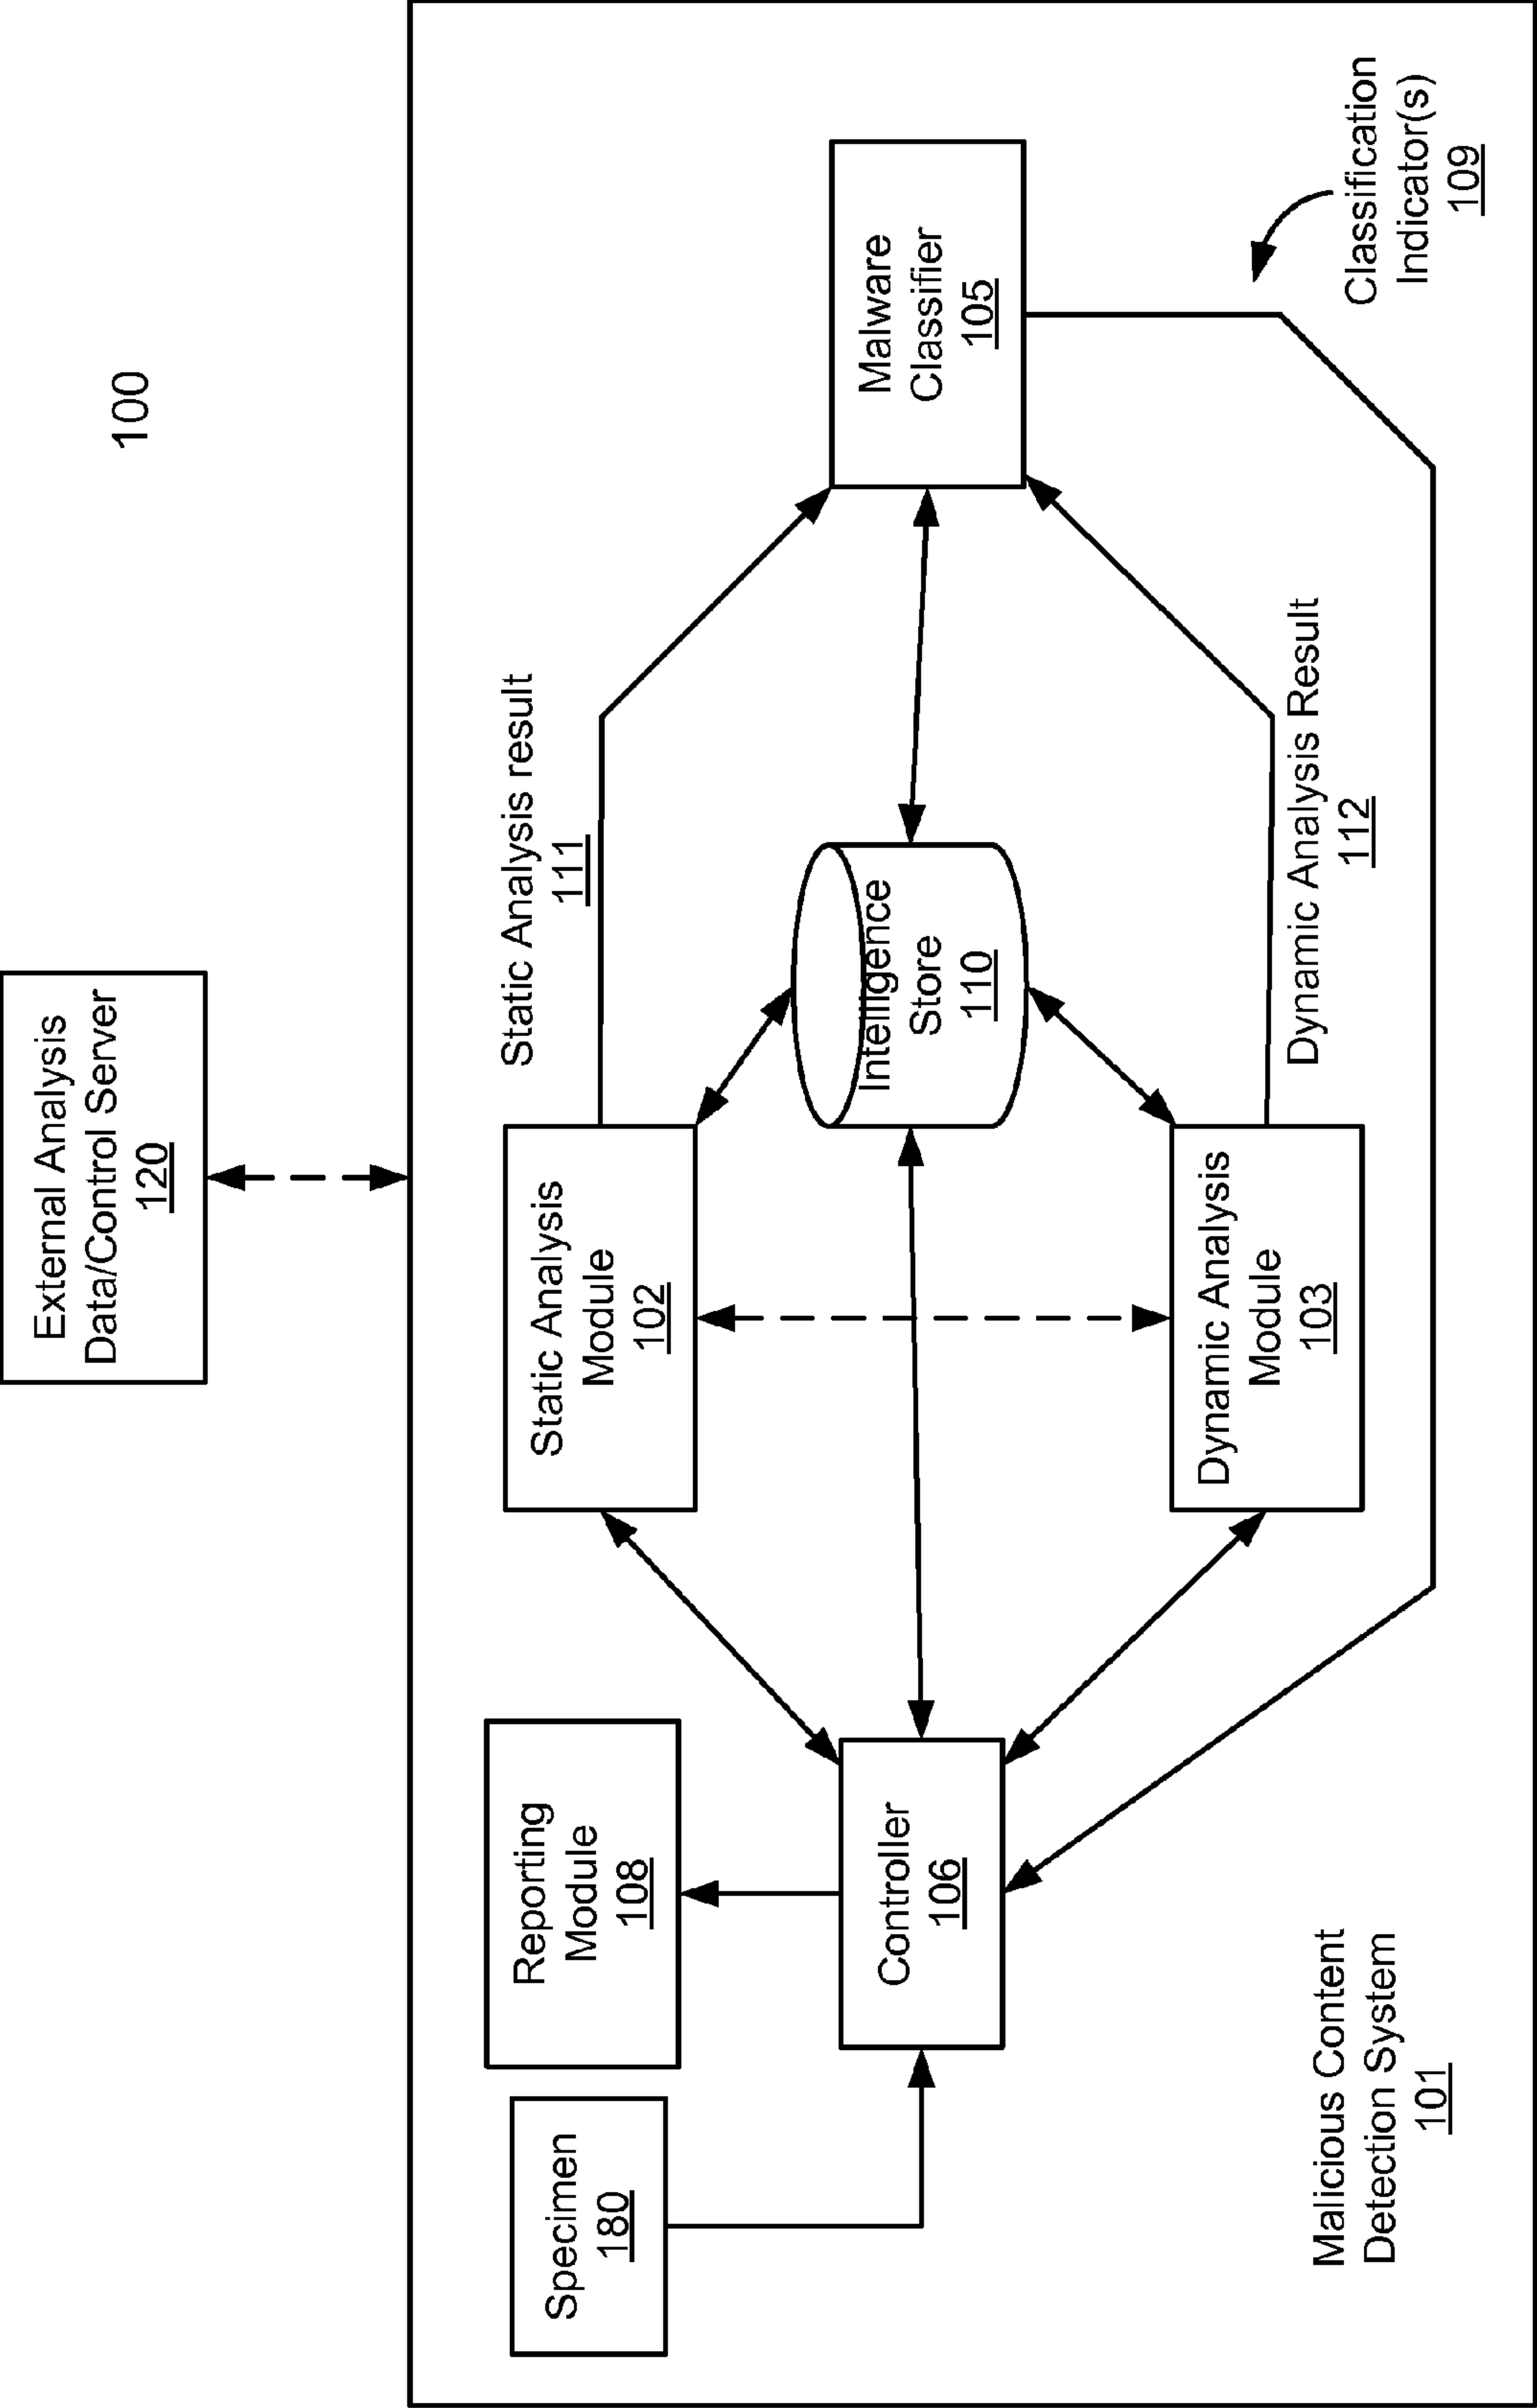 100
External Analysis
Data/Control Server
120
Specimen
180
Reporting
Module
108
Static Analysis
Module
102
Static Analysis result
111
Controller
106
Intelligence
Store
110
Malware
Classifier
105
Dynamic Analysis
Module
103
Dynamic Analysis Result
112
Malicious Content
Detection System
101
Classification
Indicator(s)
109